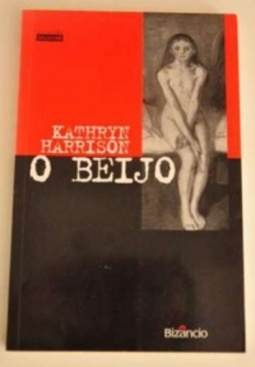 KATHRYN
HARRISON
O BEIJO
Bizâncio